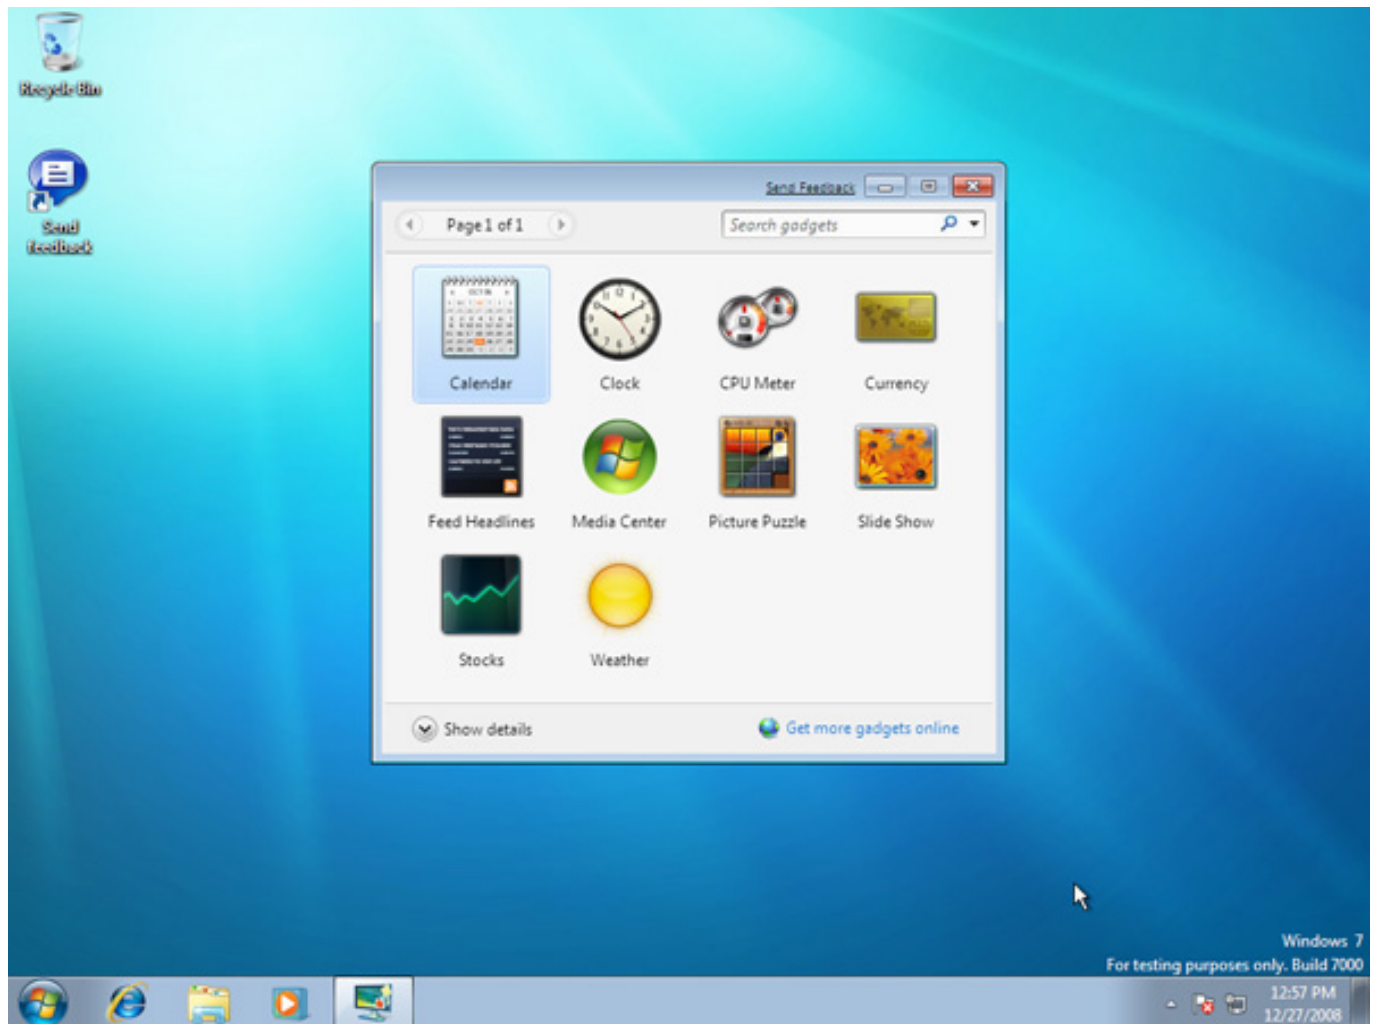 Recycle Bin
Send
feedback
Send Feedback
Page 1 of 1
Search gadgets
Calendar
Clock
CPU Meter
Currency
Feed Headlines
Media Center
Picture Puzzle
Slide Show
Stocks
Weather
Show details
Get more gadgets online
Windows 7
For testing purposes only. Build 7000
12:57 PM
12/27/2008